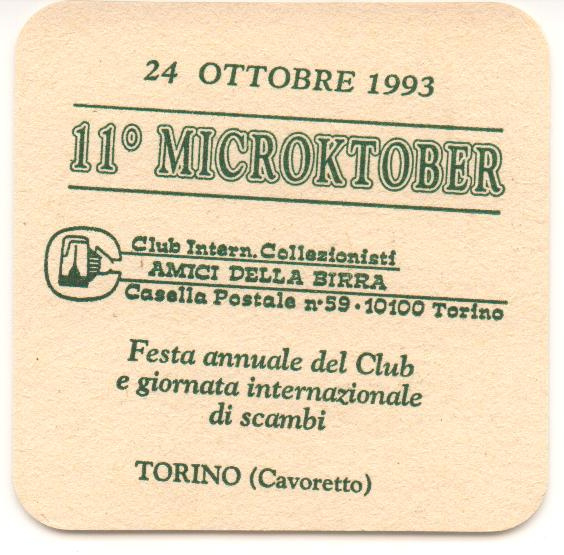 24 OTTOBRE 1993
11° MICROKTOBER
Club Intern. Collezionisti
AMICI DELLA BIRRA
Casella Postale n° 59 · 10100 Torino
Festa annuale del Club
e giornata internazionale
di scambi
TORINO (Cavoretto)